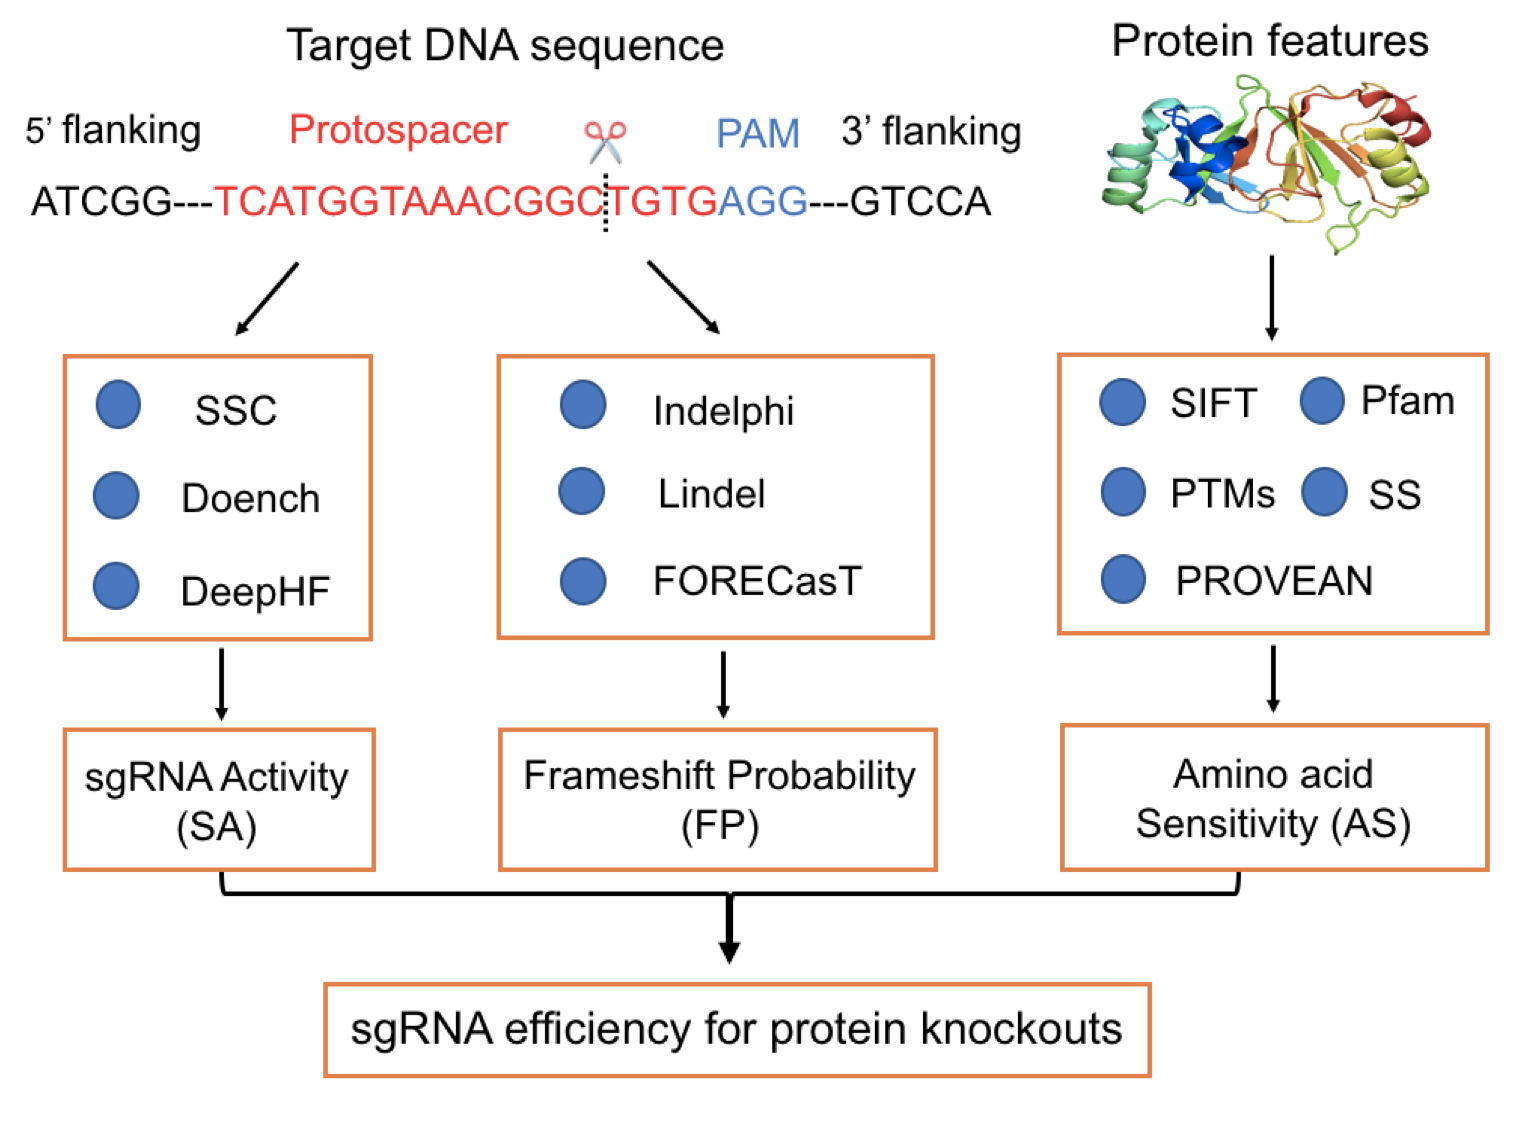 Target DNA sequence
Protein features
5’ flanking
Protospacer
PAM
3’ flanking
ATCGG---TCATGGTAAACGGCTGTGAGG---GTCCA
SSC
Doench
DeepHF
Indelphi
Lindel
FORECasT
SIFT
Pfam
PTMs
SS
PROVEAN
sgRNA Activity
(SA)
Frameshift Probability
(FP)
Amino acid
Sensitivity (AS)
sgRNA efficiency for protein knockouts